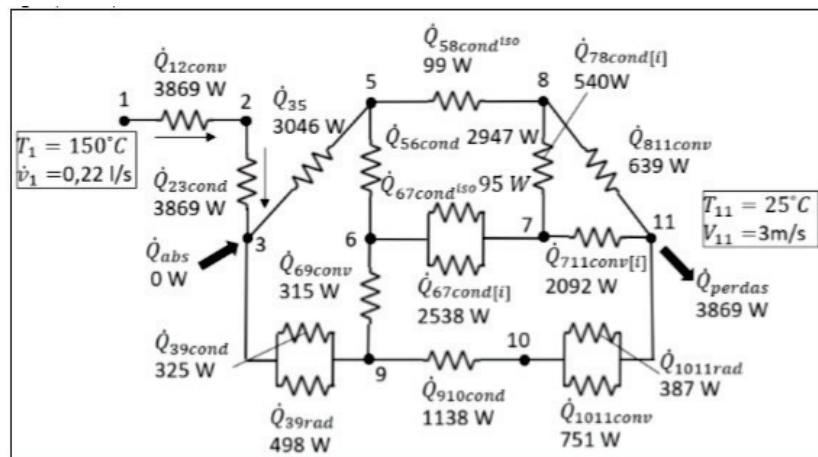 Q̇12conv
3869 W
1
2
T1 = 150°C
v̇1 = 0,22 l/s
Q̇23cond
3869 W
3
Q̇abs
0 W
Q̇35
3046 W
5
Q̇58cond^iso
99 W
8
Q̇78cond[i]
540W
Q̇56cond
2947 W
Q̇811conv
639 W
Q̇67cond^iso 95 W
6
7
11
T11 = 25°C
V11 = 3m/s
Q̇69conv
315 W
Q̇67cond[i]
2538 W
Q̇711conv[i]
2092 W
Q̇perdas
3869 W
Q̇39cond
325 W
9
10
Q̇1011rad
387 W
Q̇39rad
498 W
Q̇910cond
1138 W
Q̇1011conv
751 W